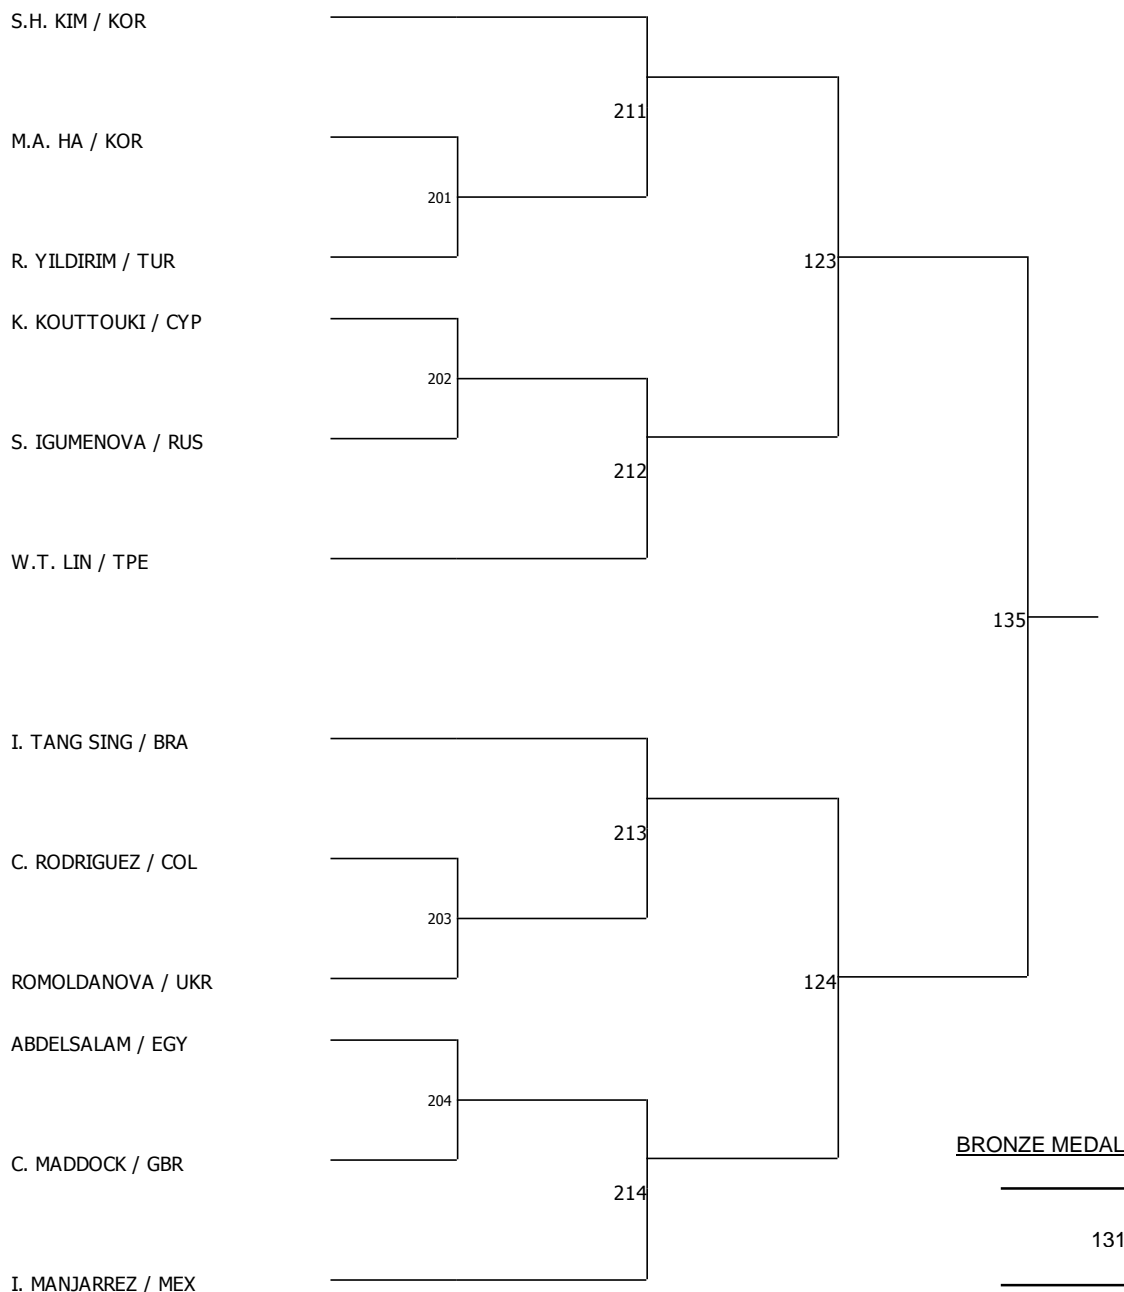 S.H. KIM / KOR
211
M.A. HA / KOR
201
R. YILDIRIM / TUR
123
K. KOUTTOUKI / CYP
202
S. IGUMENOVA / RUS
212
W.T. LIN / TPE
135
I. TANG SING / BRA
213
C. RODRIGUEZ / COL
203
ROMOLDANOVA / UKR
124
ABDELSALAM / EGY
204
BRONZE MEDAL
C. MADDOCK / GBR
214
131
I. MANJARREZ / MEX